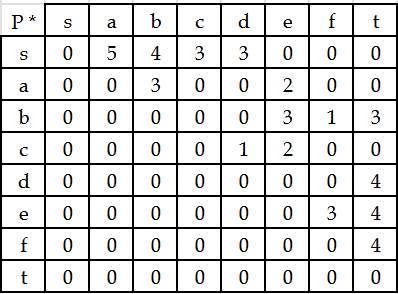 P * s a b c d e f t
s 0 5 4 3 3 0 0 0
a 0 0 3 0 0 2 0 0
b 0 0 0 0 0 3 1 3
c 0 0 0 0 1 2 0 0
d 0 0 0 0 0 0 0 4
e 0 0 0 0 0 0 3 4
f 0 0 0 0 0 0 0 4
t 0 0 0 0 0 0 0 0